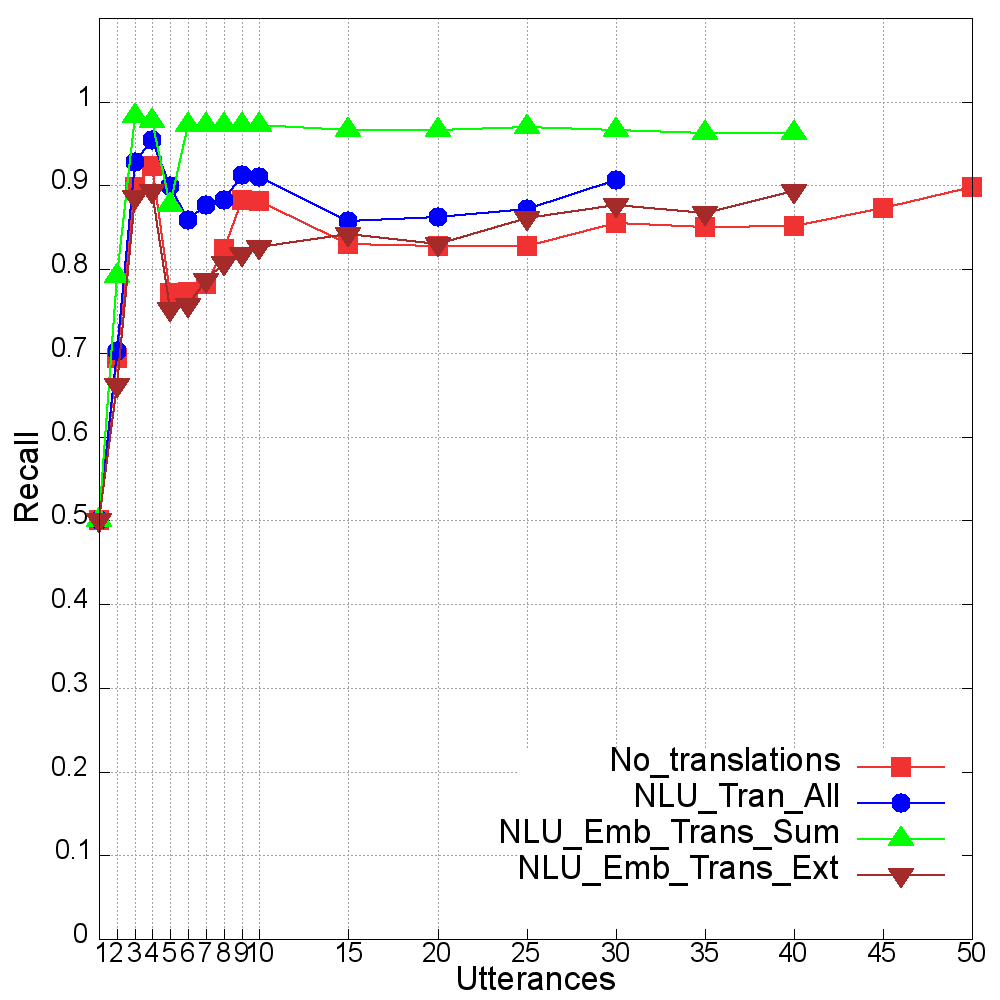 1
0.9
0.8
0.7
0.6
0.5
0.4
0.3
0.2
0.1
0
Recall
No_translations
NLU_Tran_All
NLU_Emb_Trans_Sum
NLU_Emb_Trans_Ext
1 2 3 4 5 6 7 8 9 10 15 20 25 30 35 40 45 50
Utterances